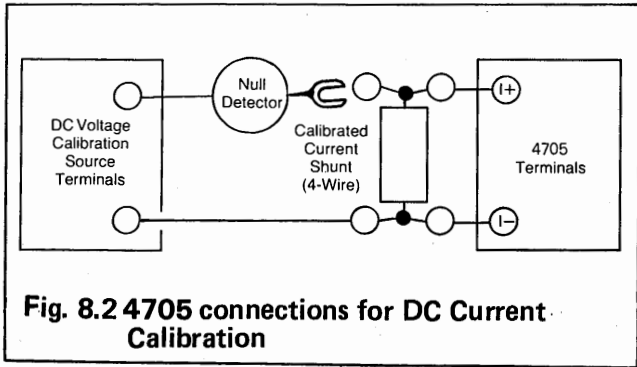 Null
Detector
DC Voltage
Calibration
Source
Terminals
Calibrated
Current
Shunt
(4-Wire)
I+
4705
Terminals
I−
Fig. 8.2 4705 connections for DC Current
Calibration